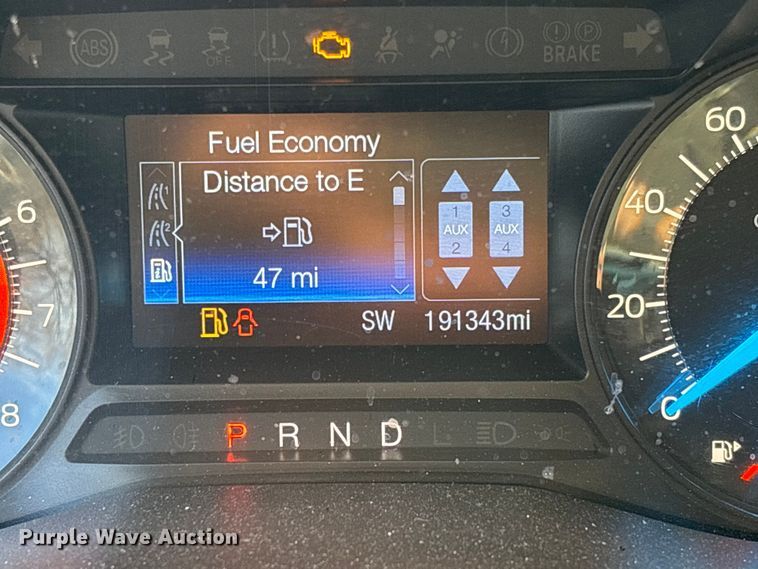 ABS OFF BRAKE
Fuel Economy
Distance to E
47 mi
1 AUX 2
3 AUX 4
SW 191343mi
6
7
8
60
40
20
0
P R N D L
Purple Wave Auction